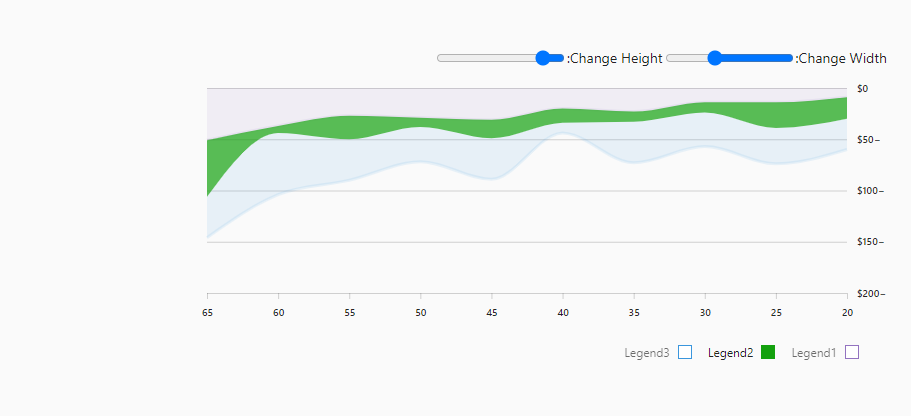 :Change Height :Change Width
$0
$50-
$100-
$150-
$200-
65 60 55 50 45 40 35 30 25 20
Legend3 Legend2 Legend1